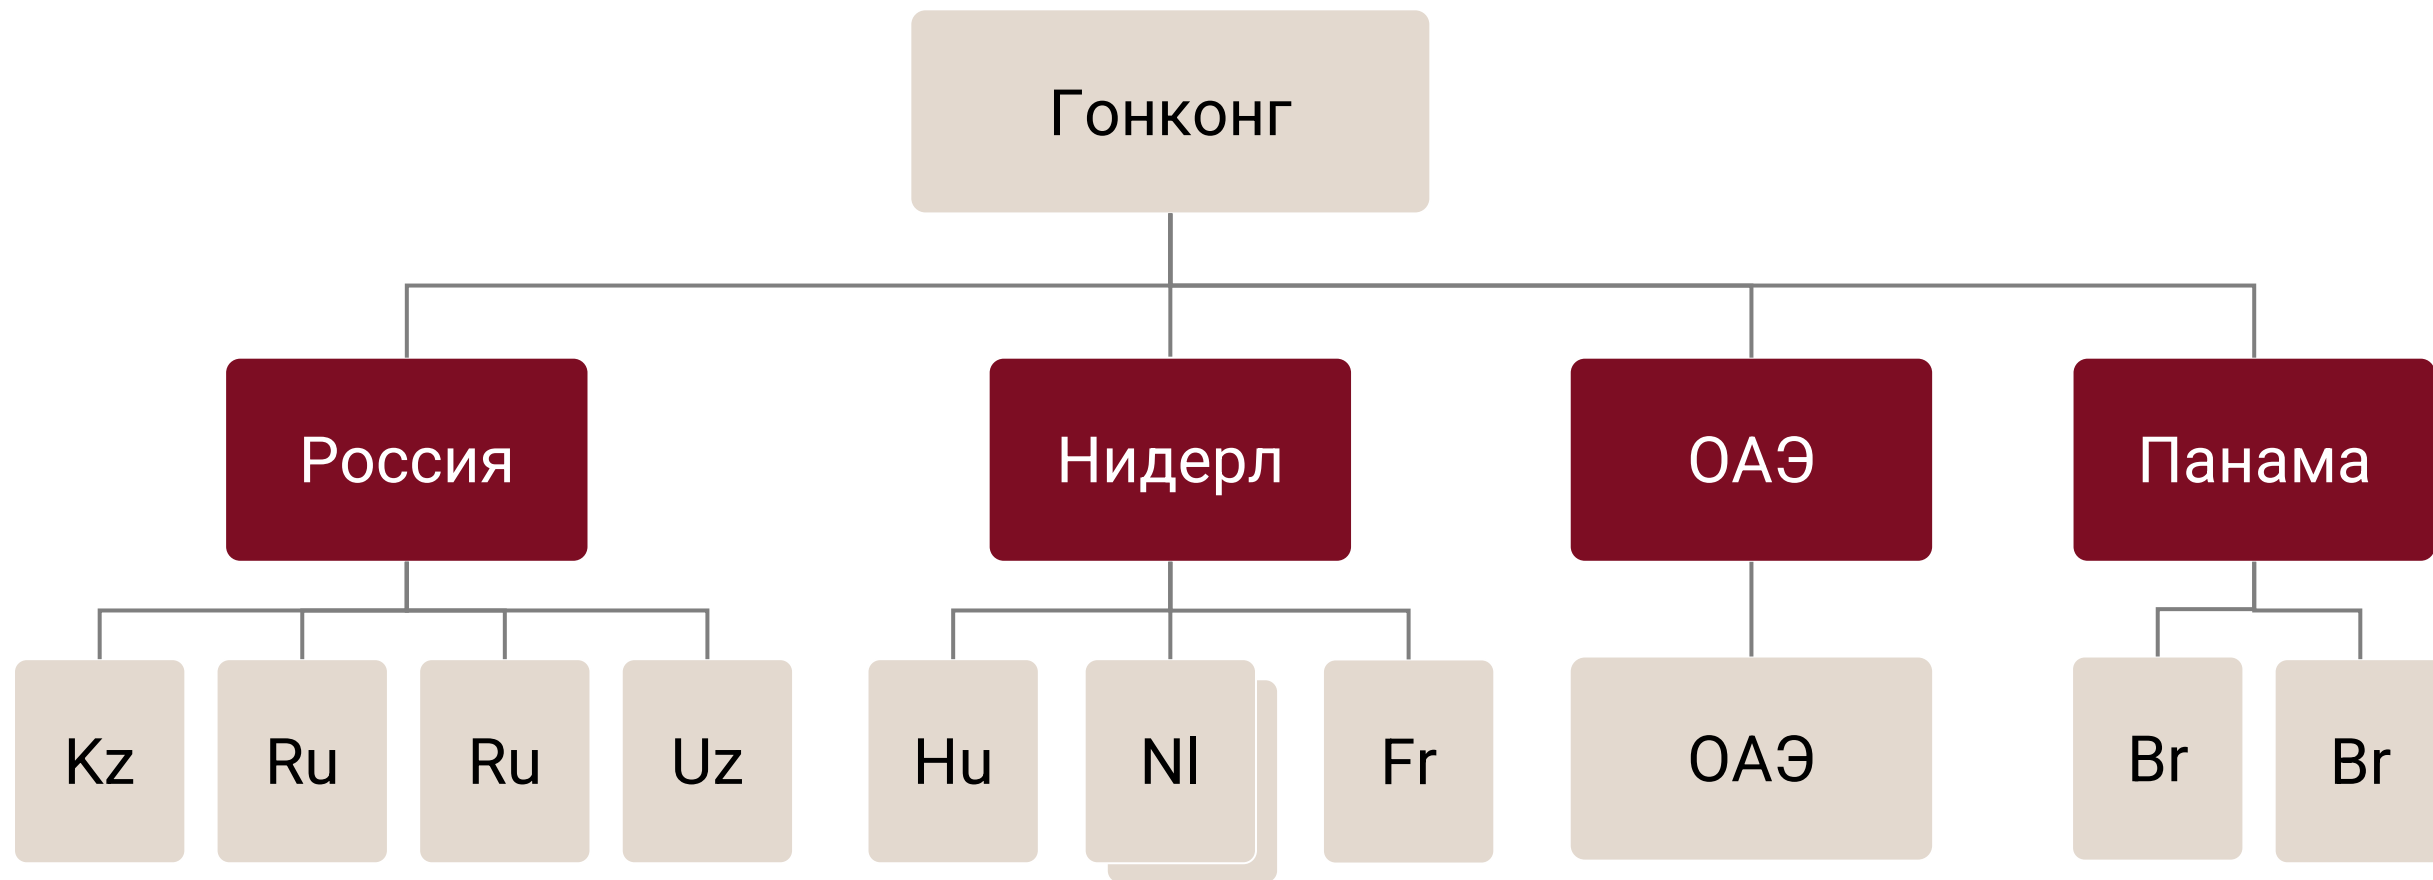 Гонконг
Россия
Нидерл
ОАЭ
Панама
Kz
Ru
Ru
Uz
Hu
Nl
Fr
ОАЭ
Br
Br